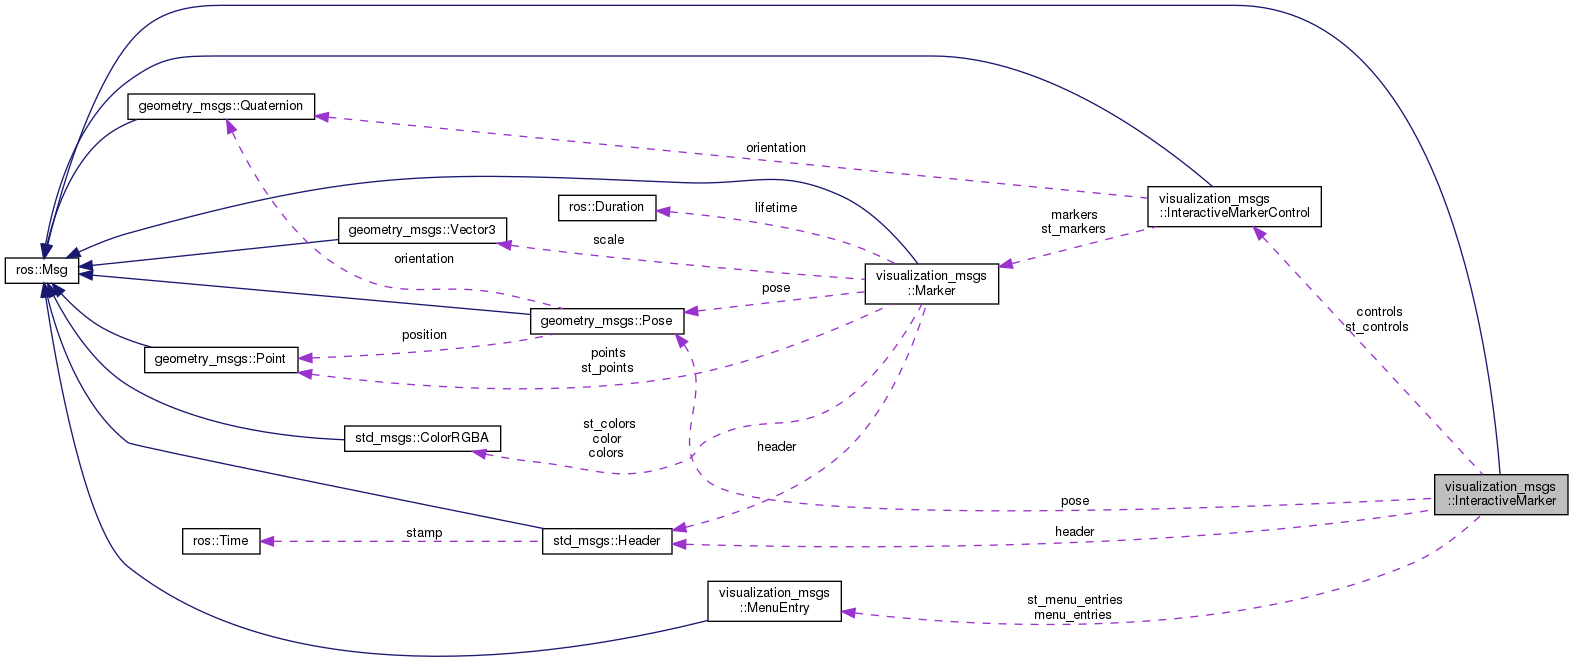 geometry_msgs::Quaternion
orientation
ros::Duration
lifetime
visualization_msgs
::InteractiveMarkerControl
markers
st_markers
geometry_msgs::Vector3
scale
orientation
ros::Msg
visualization_msgs
::Marker
pose
geometry_msgs::Pose
controls
st_controls
position
geometry_msgs::Point
points
st_points
std_msgs::ColorRGBA
st_colors
color
colors
header
visualization_msgs
::InteractiveMarker
pose
ros::Time
stamp
std_msgs::Header
header
visualization_msgs
::MenuEntry
st_menu_entries
menu_entries